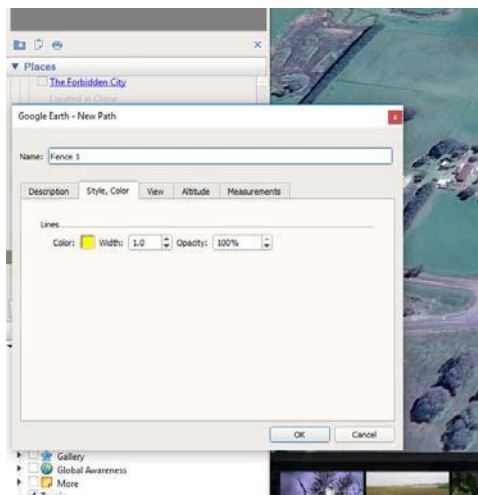 Places
The Forbidden City
Located in China
Google Earth - New Path
Name: Fence 1
Description Style, Color View Altitude Measurements
Lines
Color: Width: 1.0 Opacity: 100%
OK Cancel
Gallery
Global Awareness
More